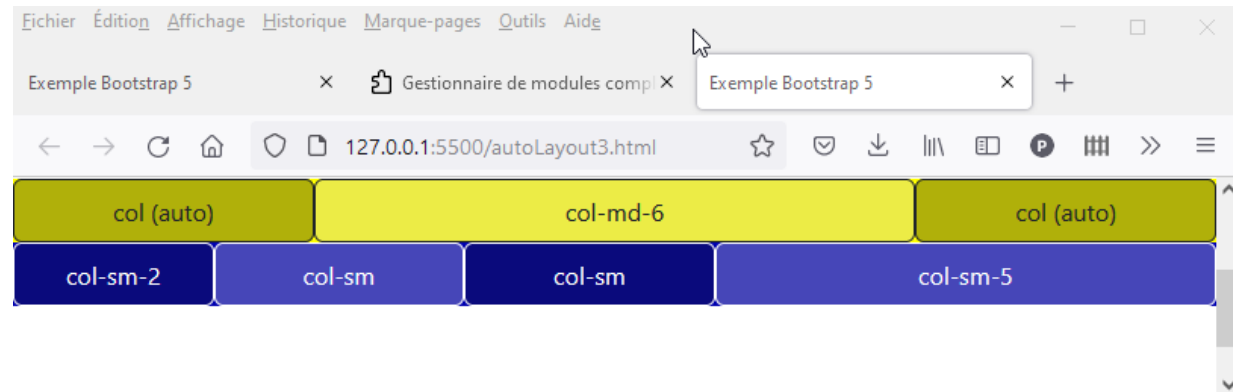 Fichier Édition Affichage Historique Marque-pages Outils Aide
Exemple Bootstrap 5 Gestionnaire de modules compl Exemple Bootstrap 5
127.0.0.1:5500/autoLayout3.html
col (auto) col-md-6 col (auto)
col-sm-2 col-sm col-sm col-sm-5